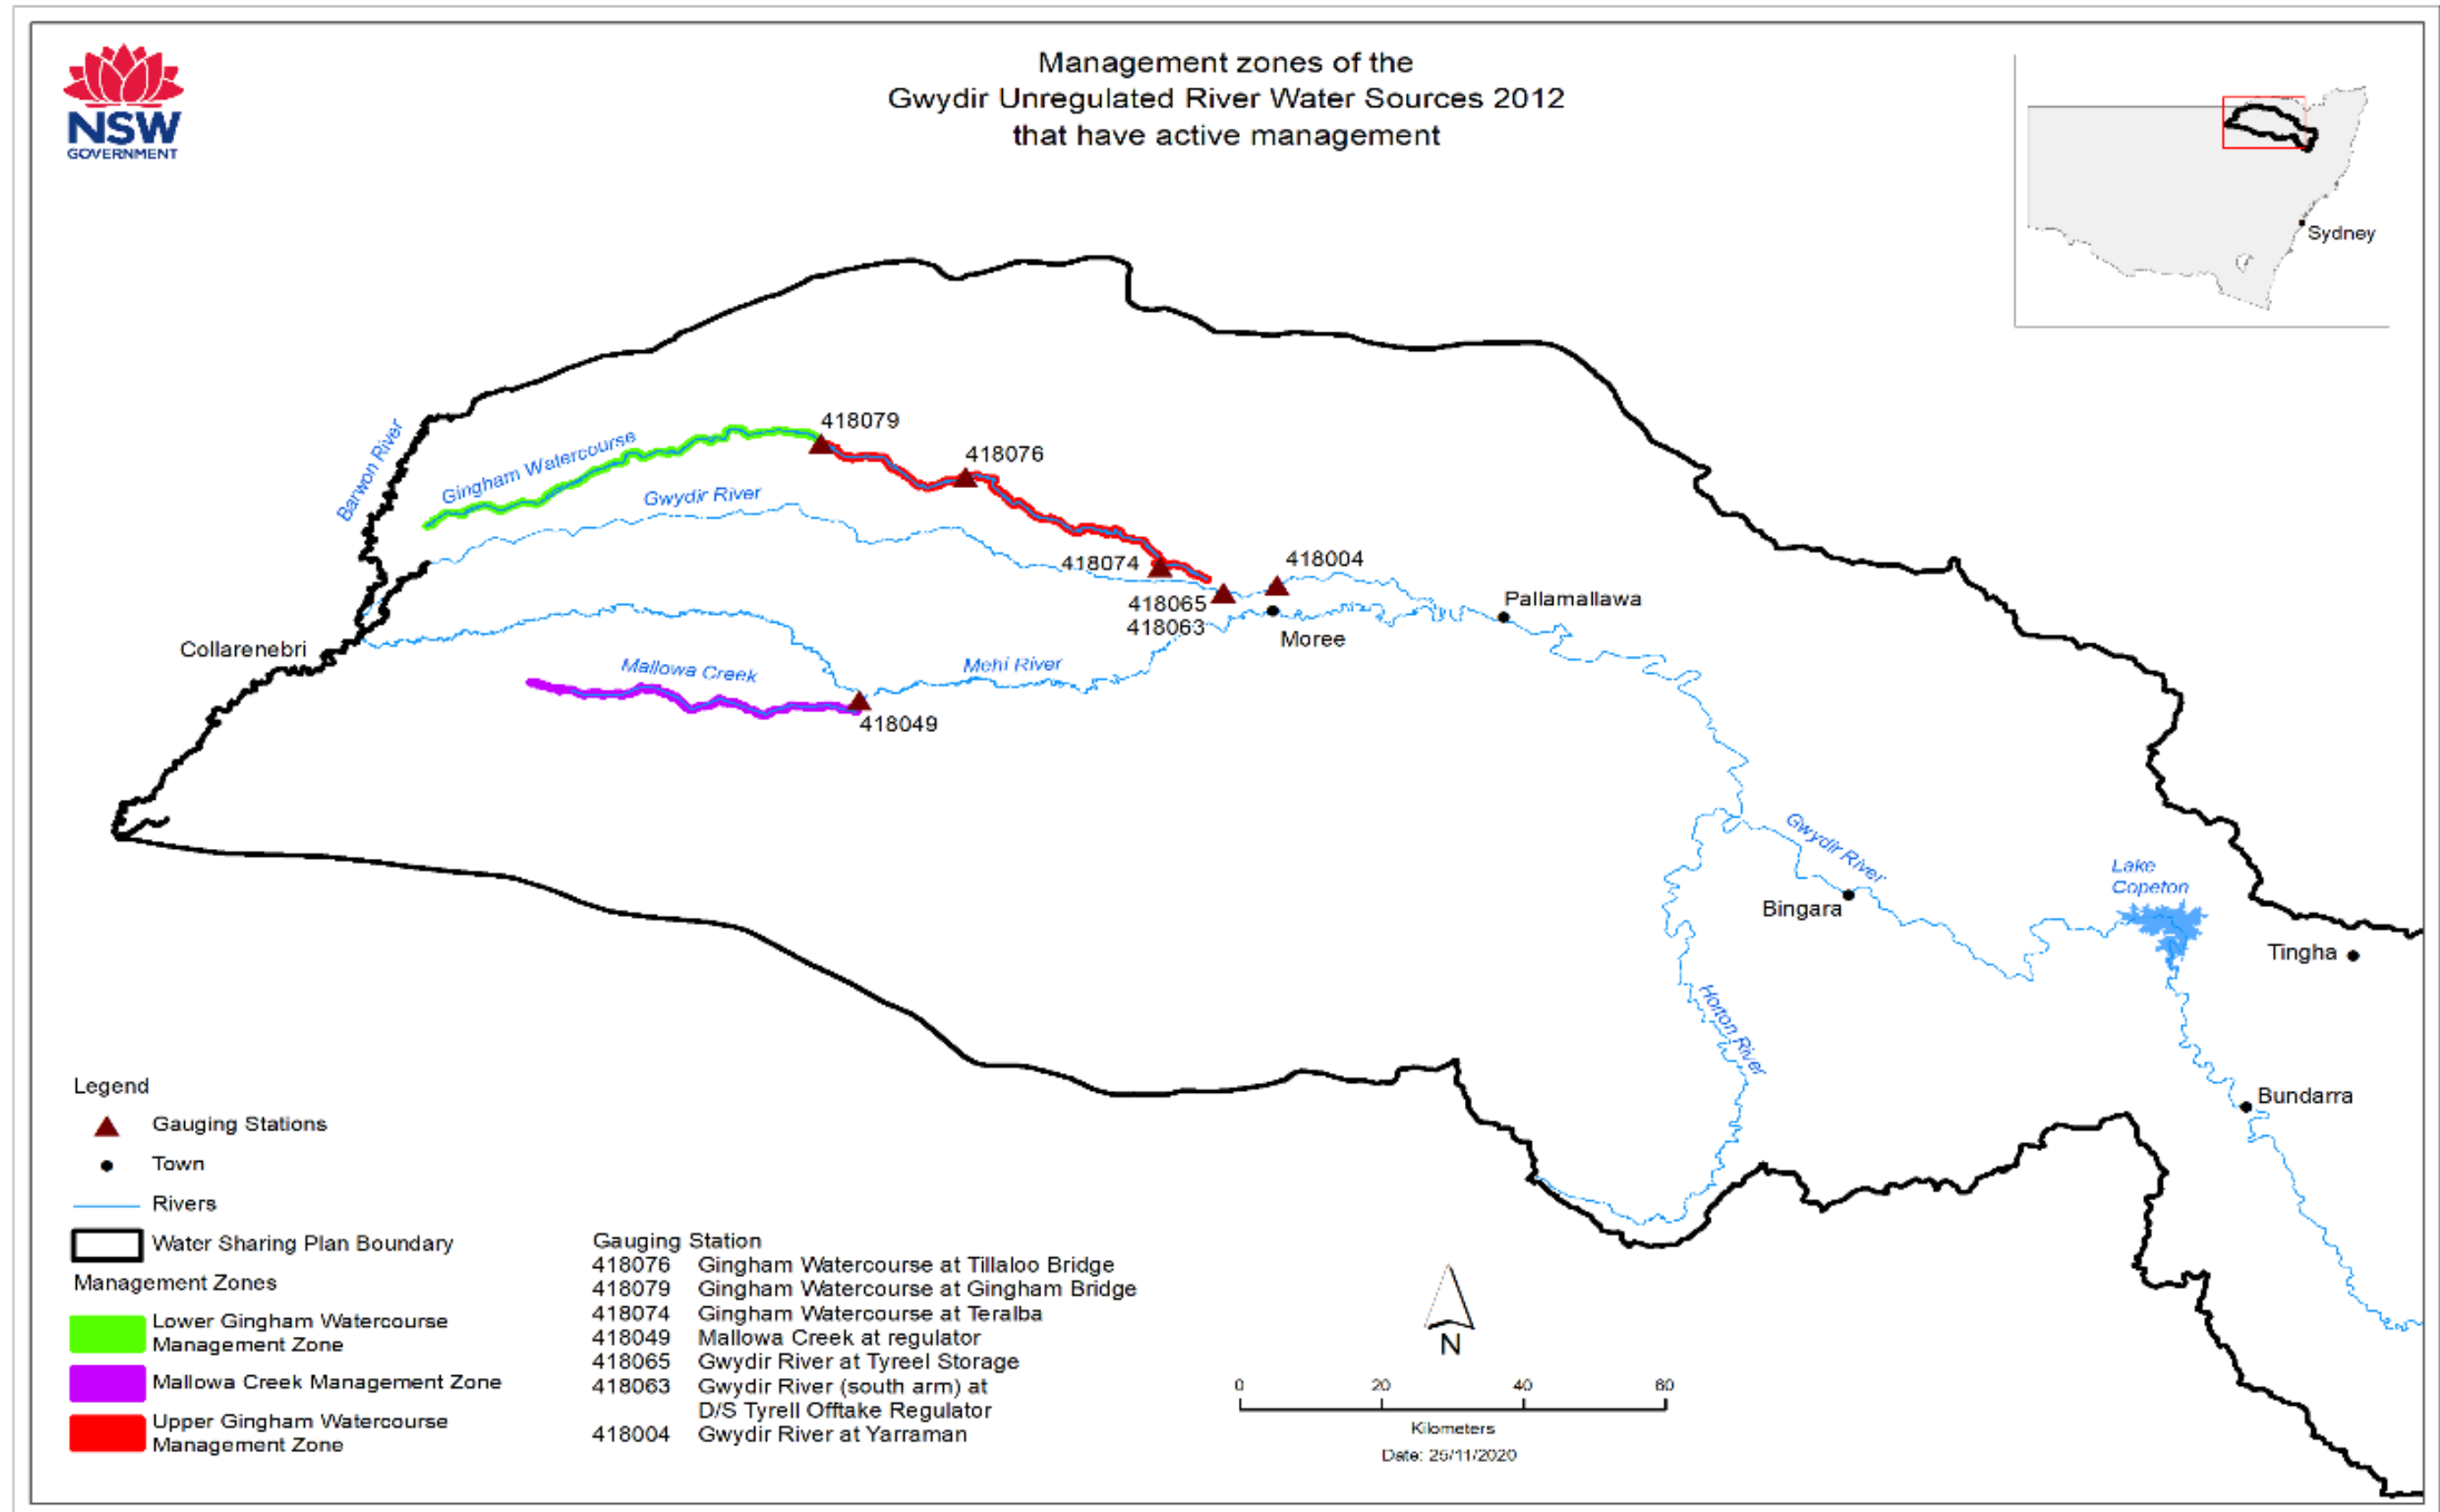 NSW
GOVERNMENT
Management zones of the
Gwydir Unregulated River Water Sources 2012
that have active management
Sydney
418079
418076
Barwon River
Gingham Watercourse
Gwydir River
418074
418004
418065
418063
Pallamallawa
Moree
Collarenebri
Mallowa Creek
Mehi River
418049
Gwydir River
Lake
Copeton
Bingara
Tingha
Horton River
Bundarra
Legend
Gauging Stations
Town
Rivers
Water Sharing Plan Boundary
Management Zones
Lower Gingham Watercourse
Management Zone
Mallowa Creek Management Zone
Upper Gingham Watercourse
Management Zone
Gauging Station
418076 Gingham Watercourse at Tillaloo Bridge
418079 Gingham Watercourse at Gingham Bridge
418074 Gingham Watercourse at Teralba
418049 Mallowa Creek at regulator
418065 Gwydir River at Tyreel Storage
418063 Gwydir River (south arm) at
D/S Tyrell Offtake Regulator
418004 Gwydir River at Yarraman
N
0 20 40 60
Kilometers
Date: 25/11/2020